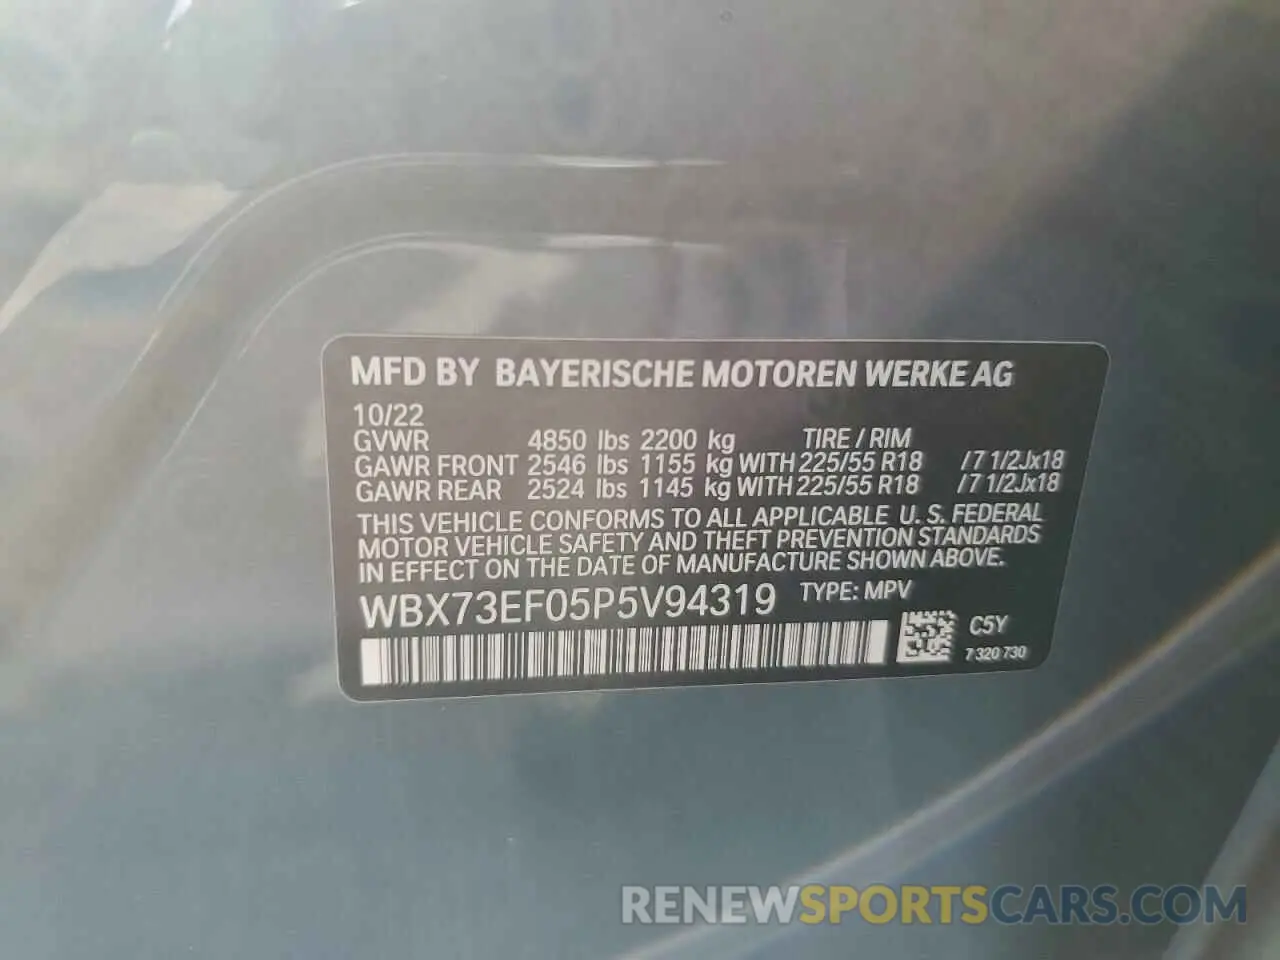 MFD BY BAYERISCHE MOTOREN WERKE AG
10/22
GVWR 4850 lbs 2200 kg TIRE / RIM
GAWR FRONT 2546 lbs 1155 kg WITH 225/55 R18 / 7 1/2Jx18
GAWR REAR 2524 lbs 1145 kg WITH 225/55 R18 / 7 1/2Jx18
THIS VEHICLE CONFORMS TO ALL APPLICABLE U. S. FEDERAL
MOTOR VEHICLE SAFETY AND THEFT PREVENTION STANDARDS
IN EFFECT ON THE DATE OF MANUFACTURE SHOWN ABOVE.
WBX73EF05P5V94319 TYPE: MPV
C5Y
7 320 730
RENEWSPORTSCARS.COM